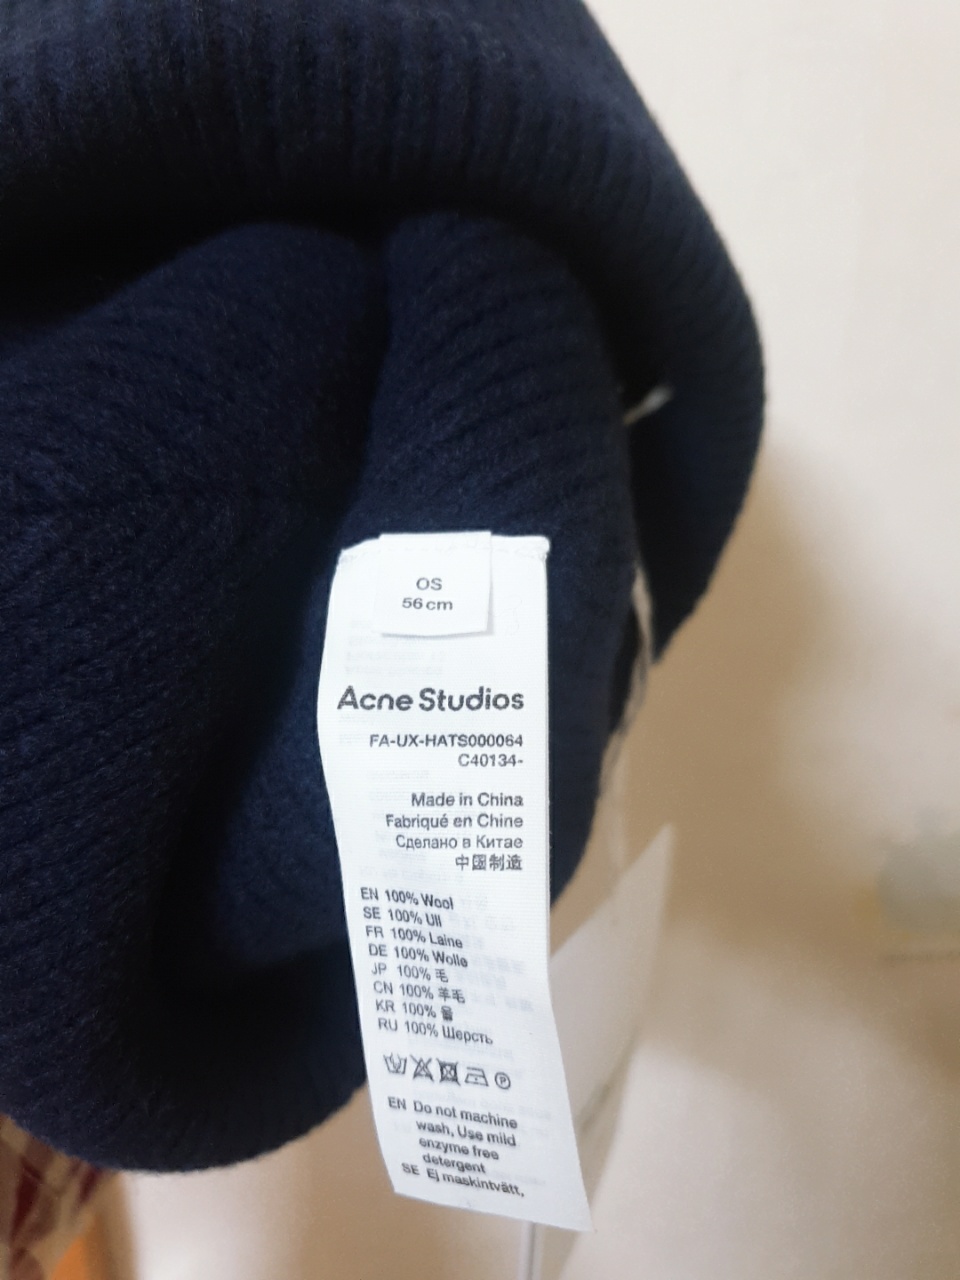 OS
56 cm
Acne Studios
FA-UX-HATS000064
C40134-
Made in China
Fabriqué en Chine
Сделано в Китае
中国制造
EN 100% Wool
SE 100% Ull
FR 100% Laine
DE 100% Wolle
JP 100% 毛
CN 100% 羊毛
KR 100% 울
RU 100% Шерсть
P
EN Do not machine
wash, Use mild
enzyme free
detergent
SE Ej maskintvätt,